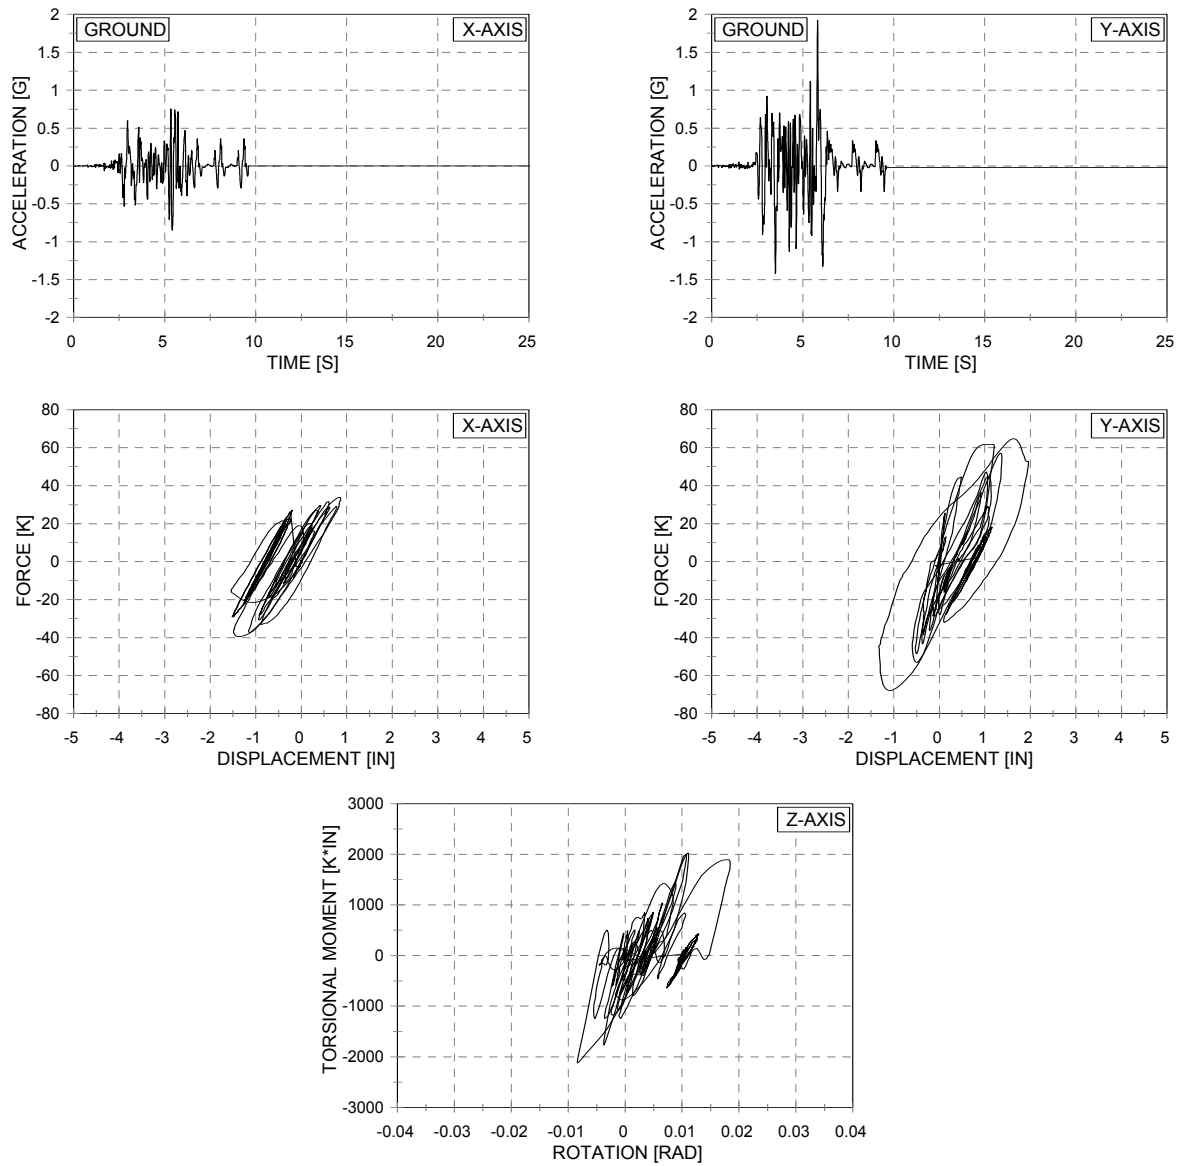 GROUND X-AXIS
2
1.5
1
0.5
0
-0.5
-1
-1.5
-2
ACCELERATION [G]
0 5 10 15 20 25
TIME [S]
GROUND Y-AXIS
2
1.5
1
0.5
0
-0.5
-1
-1.5
-2
ACCELERATION [G]
0 5 10 15 20 25
TIME [S]
X-AXIS
80
60
40
20
0
-20
-40
-60
-80
FORCE [K]
-5 -4 -3 -2 -1 0 1 2 3 4 5
DISPLACEMENT [IN]
Y-AXIS
80
60
40
20
0
-20
-40
-60
-80
FORCE [K]
-5 -4 -3 -2 -1 0 1 2 3 4 5
DISPLACEMENT [IN]
Z-AXIS
3000
2000
1000
0
-1000
-2000
-3000
TORSIONAL MOMENT [K*IN]
-0.04 -0.04 -0.02 -0.01 0 0.01 0.02 0.04 0.04
ROTATION [RAD]